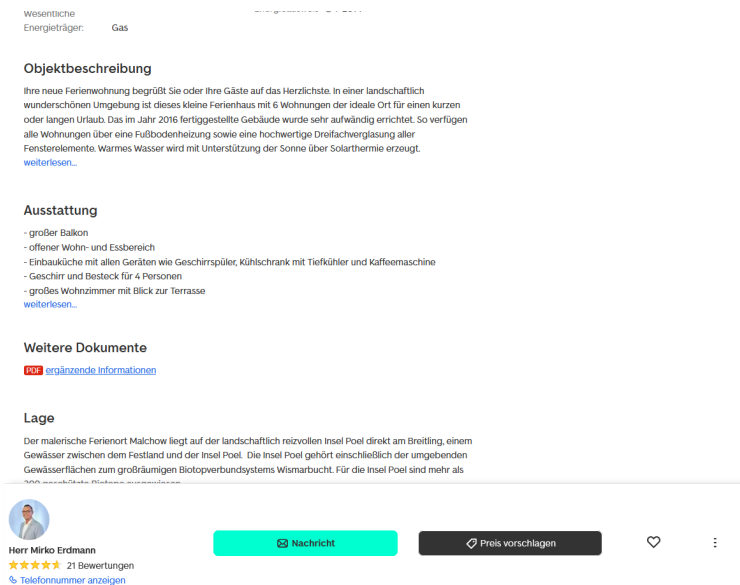 Wesentliche
Energieträger: Gas
Objektbeschreibung
Ihre neue Ferienwohnung begrüßt Sie oder Ihre Gäste auf das Herzlichste. In einer landschaftlich
wunderschönen Umgebung ist dieses kleine Ferienhaus mit 6 Wohnungen der ideale Ort für einen kurzen
oder langen Urlaub. Das im Jahr 2016 fertiggestellte Gebäude wurde sehr aufwändig errichtet. So verfügen
alle Wohnungen über eine Fußbodenheizung sowie eine hochwertige Dreifachverglasung aller
Fensterelemente. Warmes Wasser wird mit Unterstützung der Sonne über Solarthermie erzeugt.
weiterlesen...
Ausstattung
- großer Balkon
- offener Wohn- und Essbereich
- Einbauküche mit allen Geräten wie Geschirrspüler, Kühlschrank mit Tiefkühler und Kaffeemaschine
- Geschirr und Besteck für 4 Personen
- großes Wohnzimmer mit Blick zur Terrasse
weiterlesen...
Weitere Dokumente
PDF ergänzende Informationen
Lage
Der malerische Ferienort Malchow liegt auf der landschaftlich reizvollen Insel Poel direkt am Breitling, einem
Gewässer zwischen dem Festland und der Insel Poel. Die Insel Poel gehört einschließlich der umgebenden
Gewässerflächen zum großräumigen Biotopverbundsystems Wismarbucht. Für die Insel Poel sind mehr als
Herr Mirko Erdmann
21 Bewertungen
Telefonnummer anzeigen
Nachricht
Preis vorschlagen